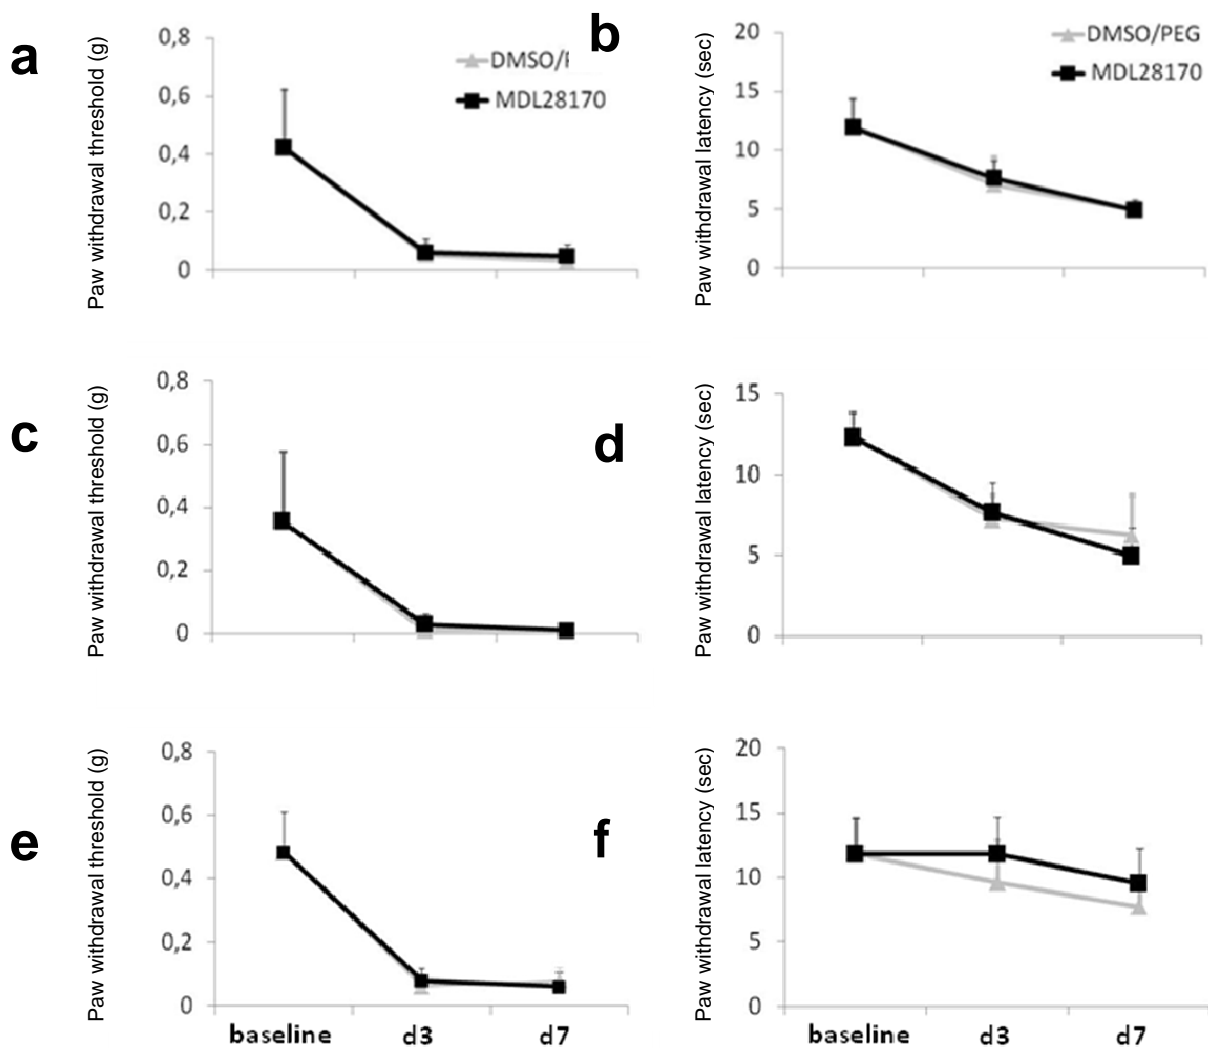 a
Paw withdrawal threshold (g)
0,8
0,6
0,4
0,2
0
DMSO/
MDL28170
b
Paw withdrawal latency (sec)
20
15
10
5
0
DMSO/PEG
MDL28170
c
Paw withdrawal threshold (g)
0,8
0,6
0,4
0,2
0
d
Paw withdrawal latency (sec)
15
10
5
0
e
Paw withdrawal threshold (g)
0,8
0,6
0,4
0,2
0
baseline d3 d7
f
Paw withdrawal latency (sec)
20
15
10
5
0
baseline d3 d7